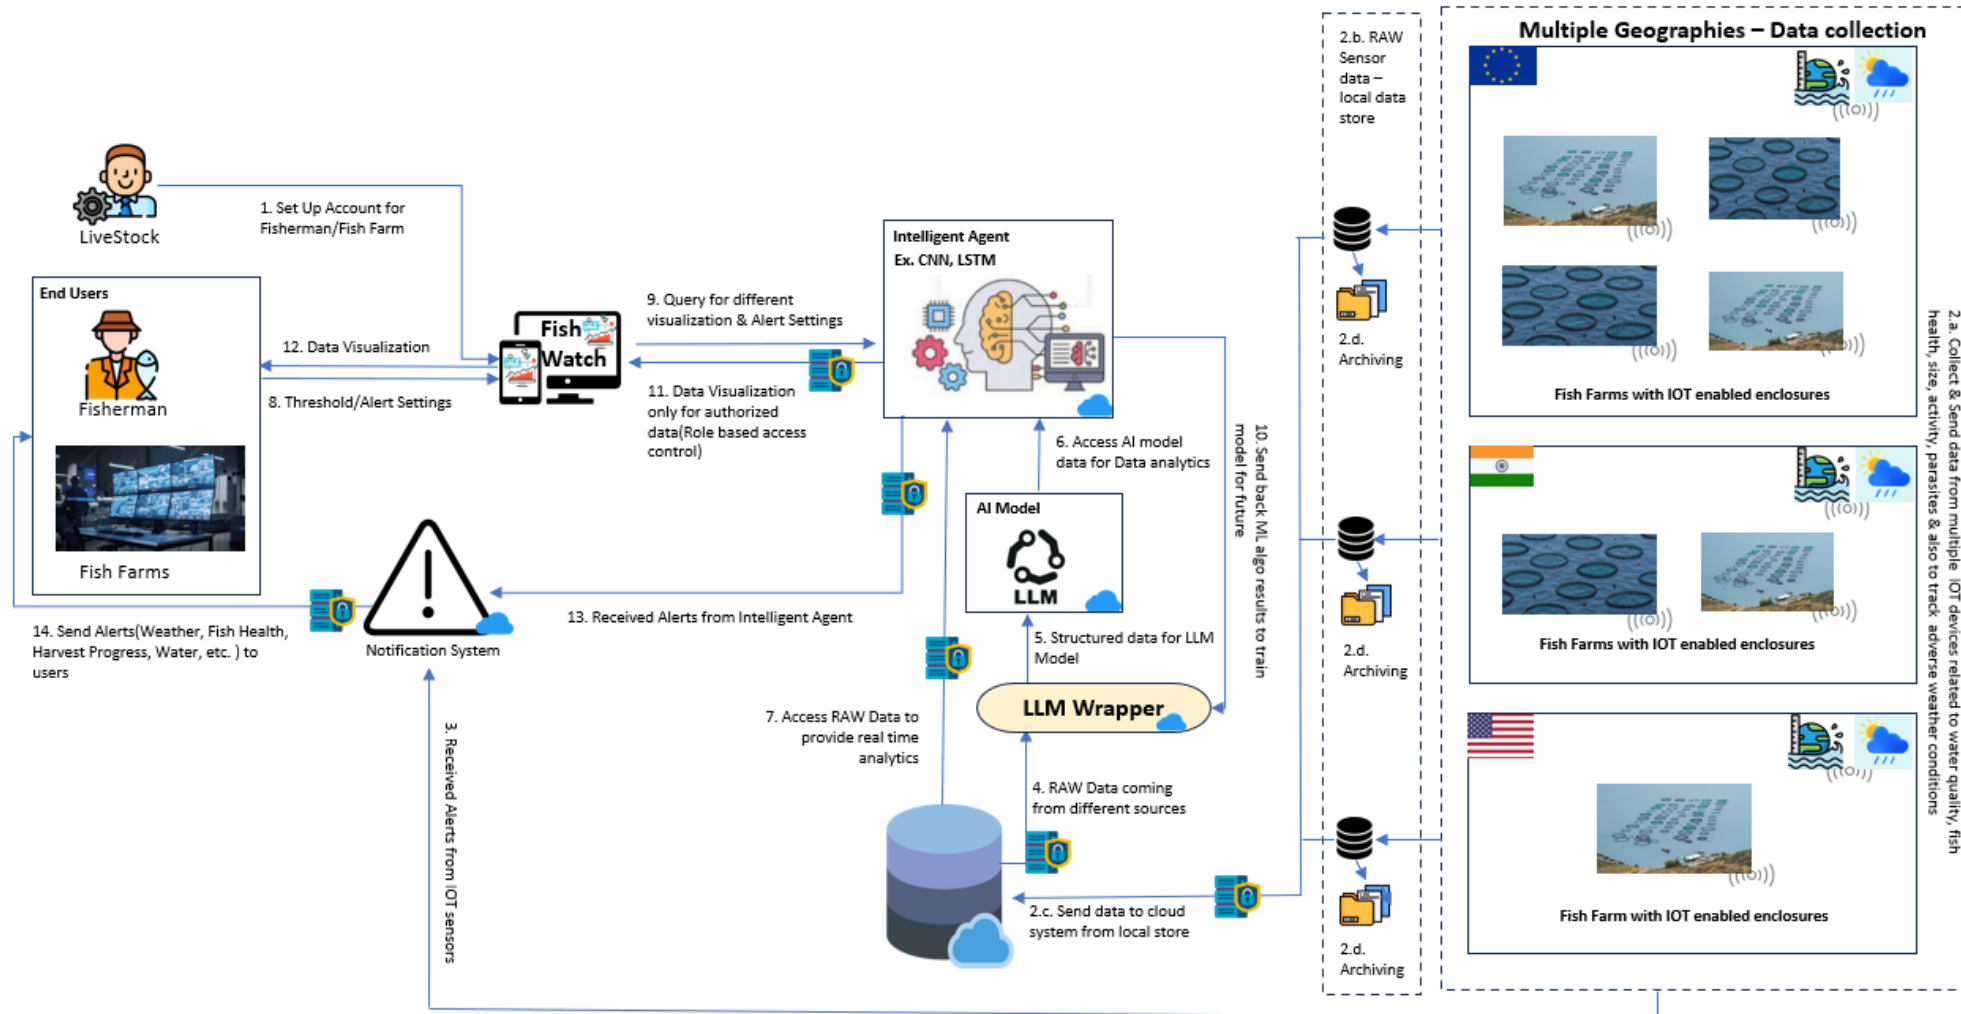 Multiple Geographies – Data collection
2.b. RAW
Sensor
data –
local data
store
LiveStock
1. Set Up Account for
Fisherman/Fish Farm
Intelligent Agent
Ex. CNN, LSTM
End Users
Fisherman
Fish Farms
12. Data Visualization
8. Threshold/Alert Settings
Fish
Watch
9. Query for different
visualization & Alert Settings
11. Data Visualization
only for authorized
data(Role based access
control)
6. Access AI model
data for Data analytics
10. Send back ML algo results to train
model for future
AI Model
LLM
13. Received Alerts from Intelligent Agent
14. Send Alerts(Weather, Fish Health,
Harvest Progress, Water, etc. ) to
users
Notification System
5. Structured data for LLM
Model
LLM Wrapper
7. Access RAW Data to
provide real time
analytics
4. RAW Data coming
from different sources
3. Received Alerts from IOT sensors
2.c. Send data to cloud
system from local store
2.d.
Archiving
2.d.
Archiving
2.d.
Archiving
Fish Farms with IOT enabled enclosures
Fish Farms with IOT enabled enclosures
Fish Farm with IOT enabled enclosures
2.a. Collect & Send data from multiple IOT devices related to water quality, fish
health, size, activity, parasites & also to track adverse weather conditions